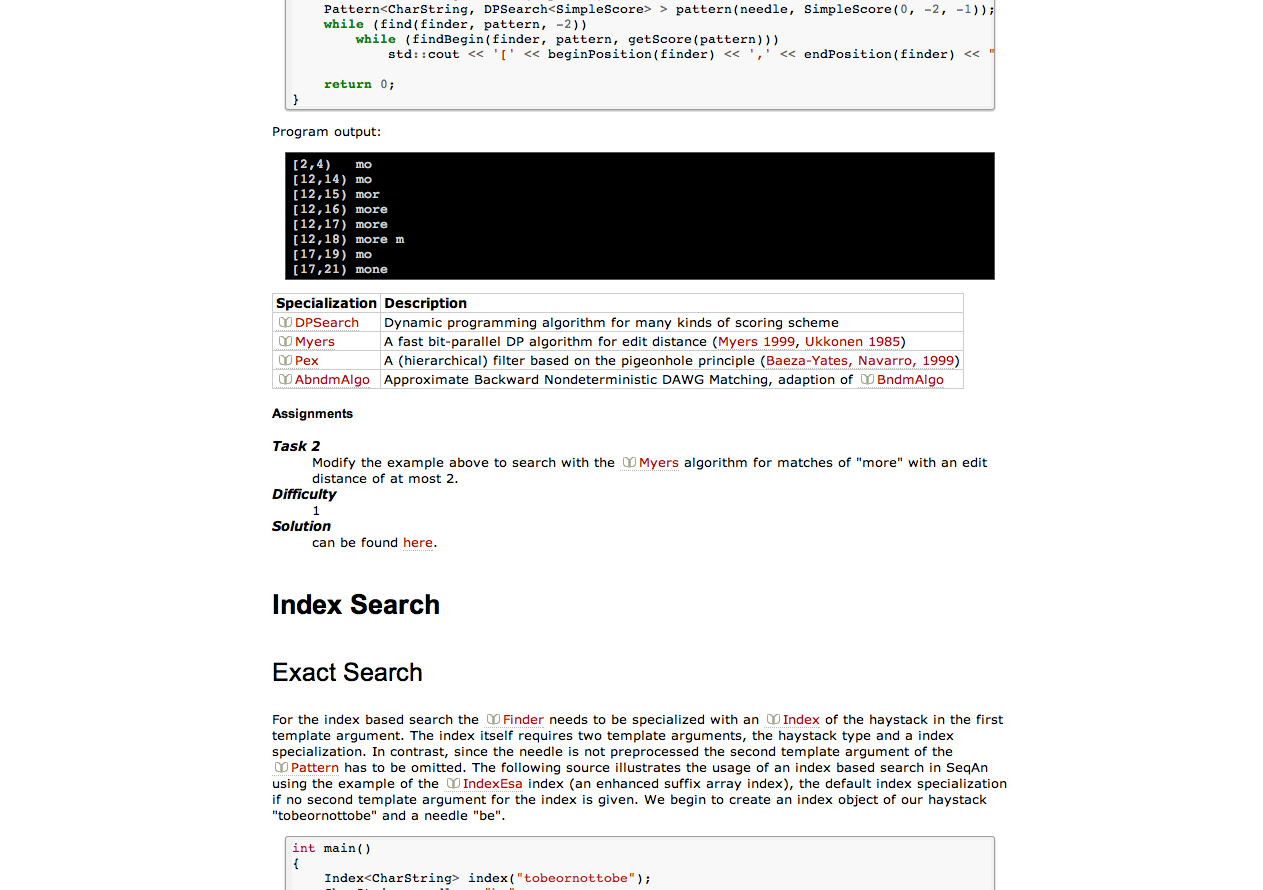 Pattern<CharString, DPSearch<SimpleScore> > pattern(needle, SimpleScore(0, -2, -1));
while (find(finder, pattern, -2))
while (findBegin(finder, pattern, getScore(pattern)))
std::cout << '[' << beginPosition(finder) << ',' << endPosition(finder) << "
return 0;
}
Program output:
[2,4)   mo
[12,14) mo
[12,15) mor
[12,16) more
[12,17) more
[12,18) more m
[17,19) mo
[17,21) mone
Specialization Description
DPSearch Dynamic programming algorithm for many kinds of scoring scheme
Myers A fast bit-parallel DP algorithm for edit distance (Myers 1999, Ukkonen 1985)
Pex A (hierarchical) filter based on the pigeonhole principle (Baeza-Yates, Navarro, 1999)
AbndmAlgo Approximate Backward Nondeterministic DAWG Matching, adaption of BndmAlgo
Assignments
Task 2
Modify the example above to search with the Myers algorithm for matches of "more" with an edit
distance of at most 2.
Difficulty
1
Solution
can be found here.
Index Search
Exact Search
For the index based search the Finder needs to be specialized with an Index of the haystack in the first
template argument. The index itself requires two template arguments, the haystack type and a index
specialization. In contrast, since the needle is not preprocessed the second template argument of the
Pattern has to be omitted. The following source illustrates the usage of an index based search in SeqAn
using the example of the IndexEsa index (an enhanced suffix array index), the default index specialization
if no second template argument for the index is given. We begin to create an index object of our haystack
"tobeornottobe" and a needle "be".
int main()
{
Index<CharString> index("tobeornottobe");